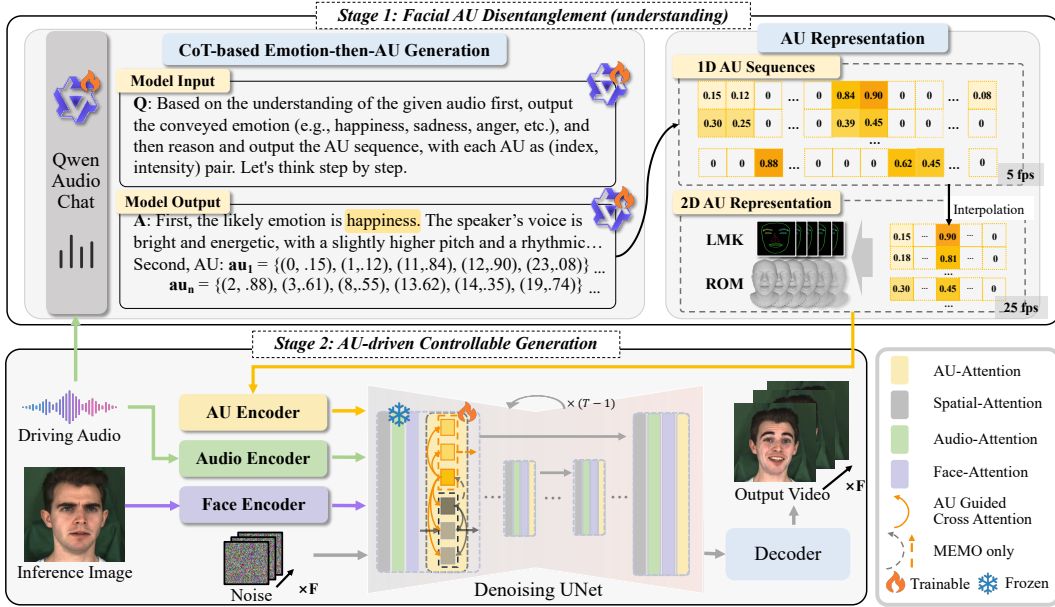 Stage 1: Facial AU Disentanglement (understanding)
CoT-based Emotion-then-AU Generation
Qwen
Audio
Chat
Model Input
Q: Based on the understanding of the given audio first, output
the conveyed emotion (e.g., happiness, sadness, anger, etc.), and
then reason and output the AU sequence, with each AU as (index,
intensity) pair. Let's think step by step.
Model Output
A: First, the likely emotion is happiness. The speaker's voice is
bright and energetic, with a slightly higher pitch and a rhythmic…
Second, AU: au1 = {(0, .15), (1,.12), (11,.84), (12,.90), (23,.08)} ...
aun = {(2, .88), (3,.61), (8,.55), (13.62), (14,.35), (19,.74)} ...
AU Representation
1D AU Sequences
0.15 0.12 0 ... 0 0.84 0.90 0 0 ... 0.08
0.30 0.25 0 ... 0 0.39 0.45 0 0 ... 0
...
0 0 0.88 ... 0 0 0 0.62 0.45 ... 0
5 fps
Interpolation
2D AU Representation
LMK
ROM
0.15 ... 0.90 ... 0
0.18 ... 0.81 ... 0
...
0.30 ... 0.45 ... 0
25 fps
Stage 2: AU-driven Controllable Generation
Driving Audio
Inference Image
AU Encoder
Audio Encoder
Face Encoder
Noise
×F
× (T − 1)
... ...
Denoising UNet
Output Video
×F
Decoder
AU-Attention
Spatial-Attention
Audio-Attention
Face-Attention
AU Guided
Cross Attention
MEMO only
Trainable
Frozen